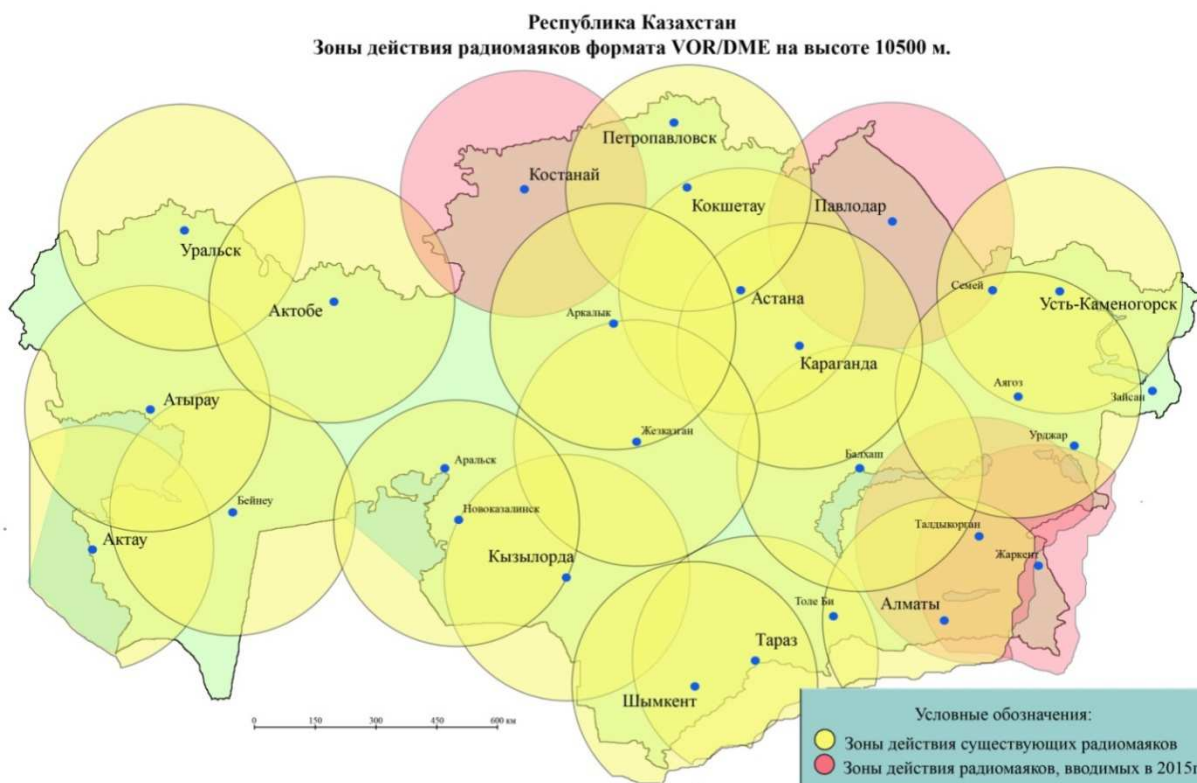 Республика Казахстан
Зоны действия радиомаяков формата VOR/DME на высоте 10500 м.
Петропавловск
Костанай
Кокшетау
Павлодар
Уральск
Семей
Усть-Каменогорск
Астана
Актобе
Аркалык
Караганда
Атырау
Аягоз
Зайсан
Жезказган
Урджар
Аральск
Балхаш
Бейнеу
Новоказалинск
Талдыкорган
Актау
Кызылорда
Жаркент
Толе Би
Алматы
Тараз
Шымкент
0 150 300 450 600 км
Условные обозначения:
Зоны действия существующих радиомаяков
Зоны действия радиомаяков, вводимых в 2015г